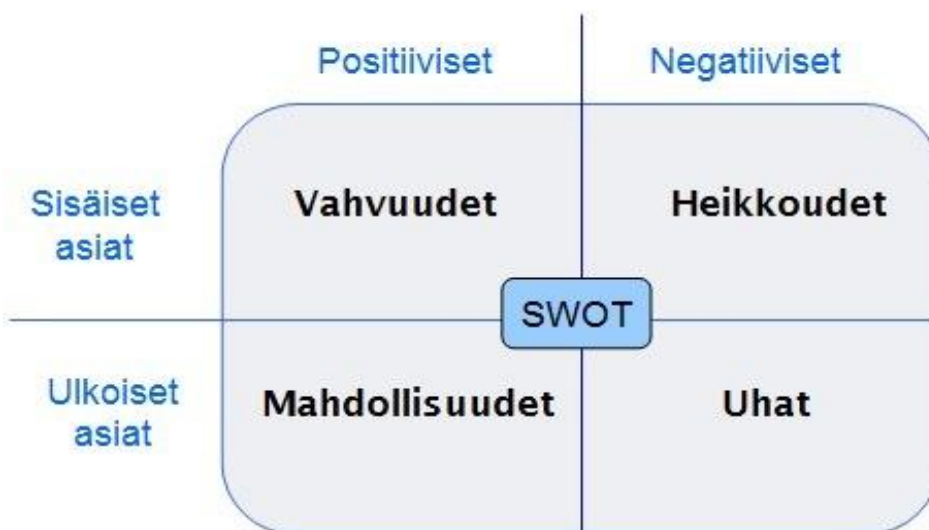 Positiiviset
Negatiiviset
Sisäiset
asiat
Vahvuudet
Heikkoudet
SWOT
Ulkoiset
asiat
Mahdollisuudet
Uhat